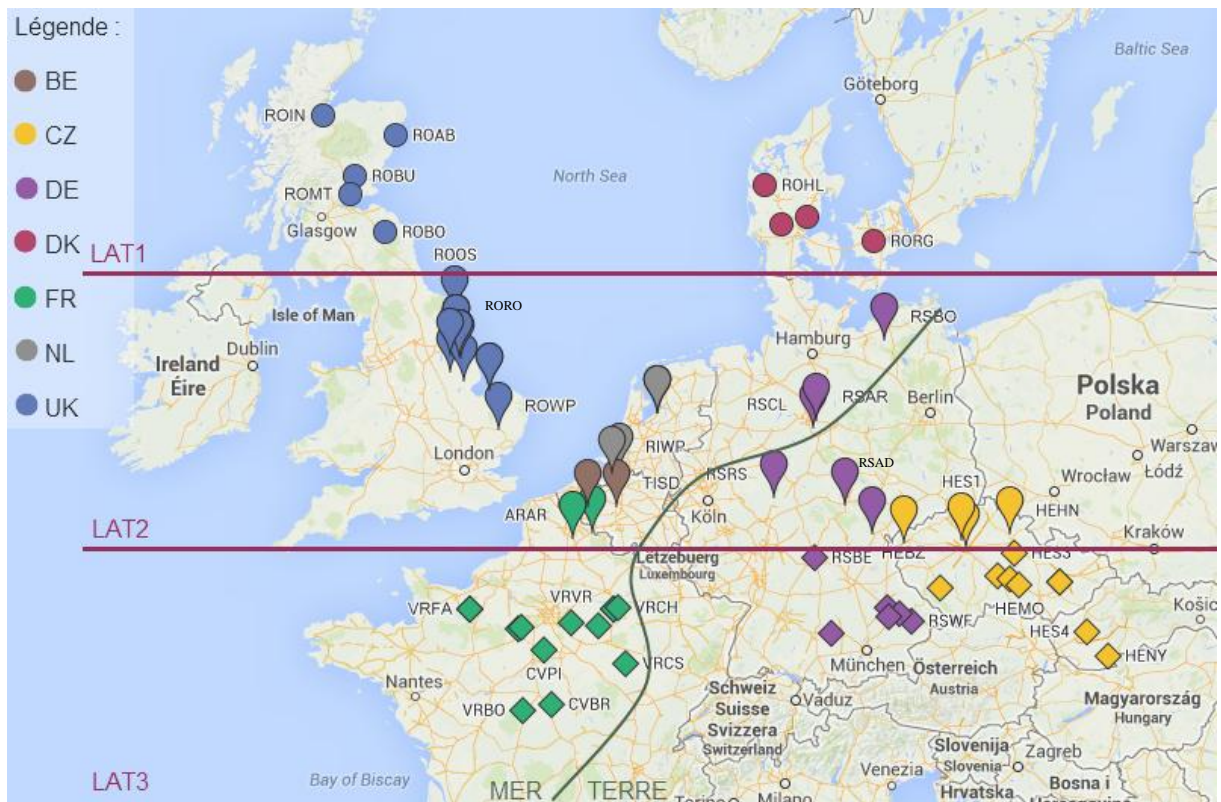 Légende :
BE
CZ
DE
DK
FR
NL
UK
Baltic Sea
Göteborg
ROIN
ROAB
North Sea
ROBU
ROMT
ROHL
Glasgow
ROBO
RORG
LAT1
ROOS
RORO
Isle of Man
RSBO
Dublin
Hamburg
Ireland
Éire
Polska
Poland
RSCL
RSAR
Berlin
ROWP
Warszaw
London
RIWP
RSRS
RSAD
Wrocław
Łódź
TISD
HES1
ARAR
Köln
HEHN
LAT2
Kraków
Letzebuerg
Luxembourg
RSBE
HEBZ
HES3
VRFA
VRVR
VRCH
HEMO
Košic
RSWF
HES4
CVPI
VRCS
München
Österreich
Austria
HENY
Nantes
Schweiz
Suisse
Svizzera
Switzerland
Vaduz
Magyarország
Hungary
VRBO
CVBR
Slovenija
Slovenia
Zagreb
LAT3
Bay of Biscay
MER
TERRE
Venezia
Hrvatska
Bosna i
Milano